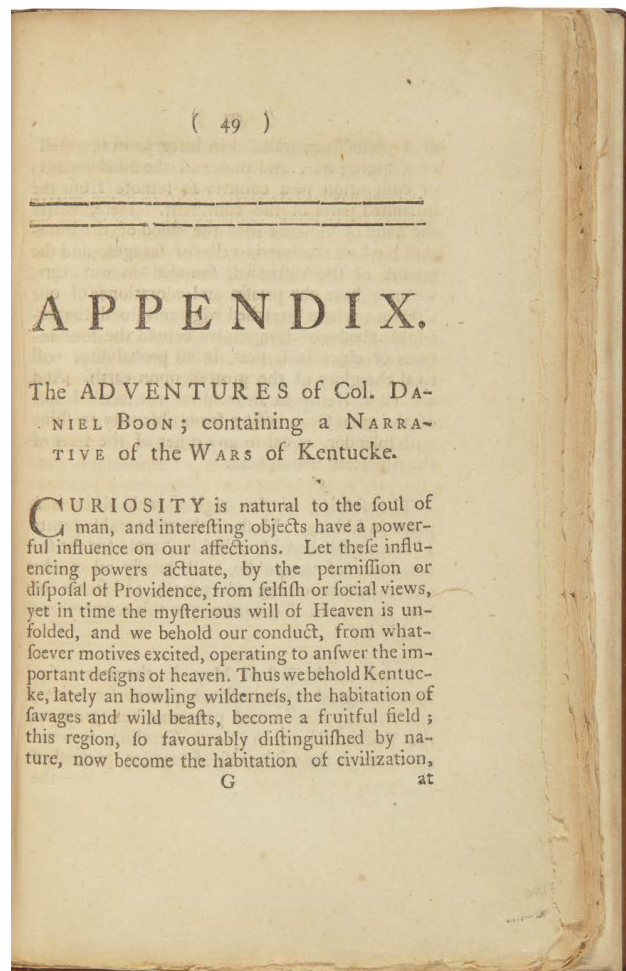 ( 49 )
APPENDIX.
The ADVENTURES of Col. DA-
NIEL BOON; containing a NARRA-
TIVE of the WARS of Kentucke.
CURIOSITY is natural to the ſoul of
man, and intereſting objects have a power-
ful influence on our affections. Let theſe influ-
encing powers actuate, by the permiſſion or
diſpoſal of Providence, from ſelfiſh or ſocial views,
yet in time the myſterious will of Heaven is un-
folded, and we behold our conduct, from what-
ſoever motives excited, operating to anſwer the im-
portant deſigns of heaven. Thus we behold Kentuc-
ke, lately an howling wilderneſs, the habitation of
ſavages and wild beaſts, become a fruitful field ;
this region, ſo favourably diſtinguiſhed by na-
ture, now become the habitation of civilization,
G at